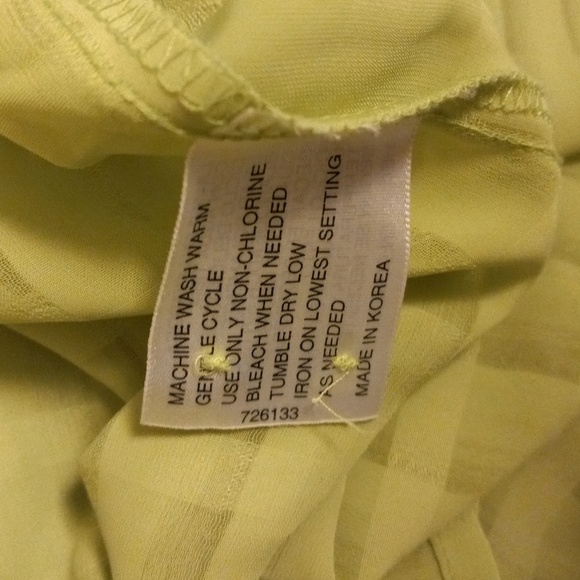 MACHINE WASH WARM
GENTLE CYCLE
USE ONLY NON-CHLORINE
BLEACH WHEN NEEDED
TUMBLE DRY LOW
IRON ON LOWEST SETTING
AS NEEDED
MADE IN KOREA
726133